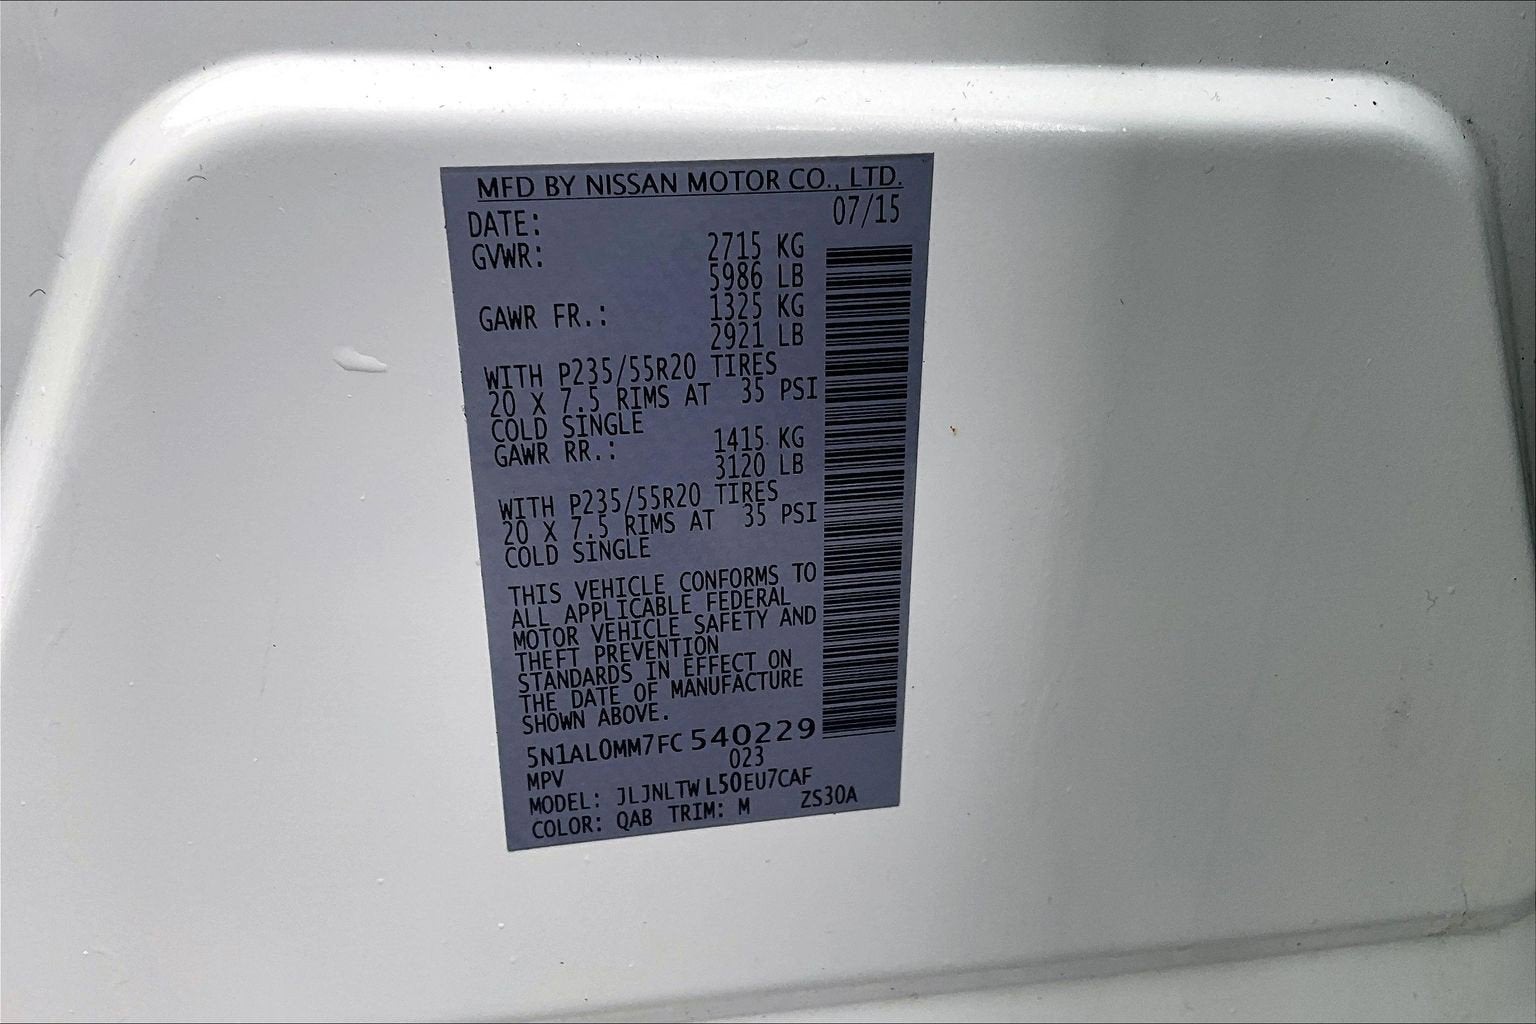 MFD BY NISSAN MOTOR CO., LTD.
DATE: 07/15
GVWR: 2715 KG
5986 LB
GAWR FR.: 1325 KG
2921 LB
WITH P235/55R20 TIRES
20 X 7.5 RIMS AT 35 PSI
COLD SINGLE
GAWR RR.: 1415 KG
3120 LB
WITH P235/55R20 TIRES
20 X 7.5 RIMS AT 35 PSI
COLD SINGLE
THIS VEHICLE CONFORMS TO
ALL APPLICABLE FEDERAL
MOTOR VEHICLE SAFETY AND
THEFT PREVENTION
STANDARDS IN EFFECT ON
THE DATE OF MANUFACTURE
SHOWN ABOVE.
5N1AL0MM7FC540229
MPV 023
MODEL: JLJNLTWL50EU7CAF
COLOR: QAB TRIM: M ZS30A